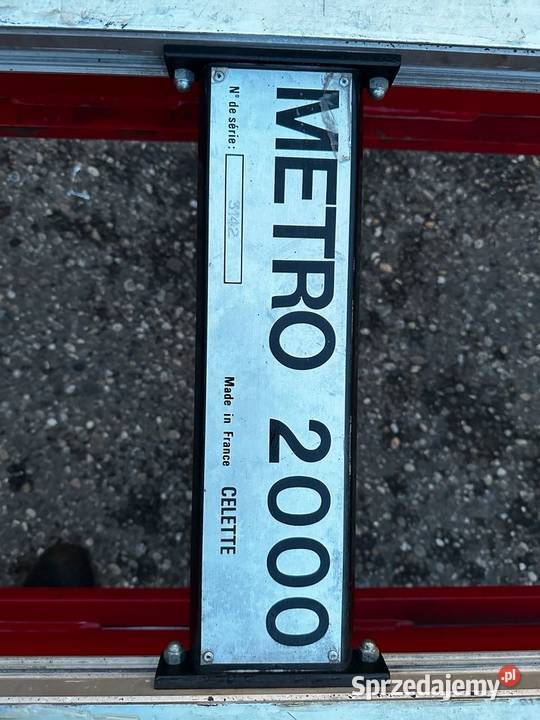 METRO 2000
N° de série: 3142
Made in France CELETTE
Sprzedajemy.pl